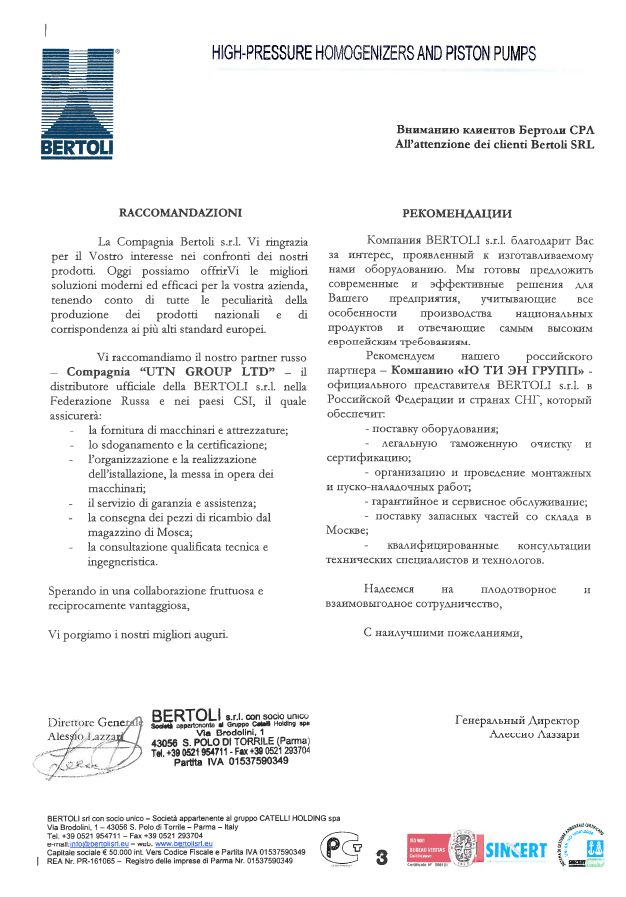 HIGH-PRESSURE HOMOGENIZERS AND PISTON PUMPS
BERTOLI
Вниманию клиентов Бертоли СРЛ
All'attenzione dei clienti Bertoli SRL
RACCOMANDAZIONI
La Compagnia Bertoli s.r.l. Vi ringrazia
per il Vostro interesse nei confronti dei nostri
prodotti. Oggi possiamo offrirVi le migliori
soluzioni moderni ed efficaci per la vostra azienda,
tenendo conto di tutte le peculiarità della
produzione dei prodotti nazionali e di
corrispondenza ai più alti standard europei.
Vi raccomandiamo il nostro partner russo
– Compagnia "UTN GROUP LTD" – il
distributore ufficiale della BERTOLI s.r.l. nella
Federazione Russa e nei paesi CSI, il quale
assicurerà:
- la fornitura di macchinari e attrezzature;
- lo sdoganamento e la certificazione;
- l'organizzazione e la realizzazione
dell'istallazione, la messa in opera dei
macchinari;
- il servizio di garanzia e assistenza;
- la consegna dei pezzi di ricambio dal
magazzino di Mosca;
- la consultazione qualificata tecnica e
ingegneristica.
Sperando in una collaborazione fruttuosa e
reciprocamente vantaggiosa,
Vi porgiamo i nostri migliori auguri.
РЕКОМЕНДАЦИИ
Компания BERTOLI s.r.l. благодарит Вас
за интерес, проявленный к изготавливаемому
нами оборудованию. Мы готовы предложить
современные и эффективные решения для
Вашего предприятия, учитывающие все
особенности производства национальных
продуктов и отвечающие самым высоким
европейским требованиям.
Рекомендуем нашего российского
партнера – Компанию «Ю ТИ ЭН ГРУПП» -
официального представителя BERTOLI s.r.l. в
Российской Федерации и странах СНГ, который
обеспечит:
- поставку оборудования;
- легальную таможенную очистку и
сертификацию;
- организацию и проведение монтажных
и пуско-наладочных работ;
- гарантийное и сервисное обслуживание;
- поставку запасных частей со склада в
Москве;
- квалифицированные консультации
технических специалистов и технологов.
Надеемся на плодотворное и
взаимовыгодное сотрудничество,
С наилучшими пожеланиями,
Direttore Generale
Alessio Lazzari
BERTOLI s.r.l. con socio unico
Società appartenente al Gruppo Catelli Holding spa
Via Brodolini, 1
43056 S. POLO DI TORRILE (Parma)
Tel. +39 0521 954711 - Fax +39 0521 293704
Partita IVA 01537590349
Генеральный Директор
Алессио Лаззари
BERTOLI srl con socio unico – Società appartenente al gruppo CATELLI HOLDING spa
Via Brodolini, 1 – 43056 S. Polo di Torrile – Parma – Italy
Tel. +39 0521 954711 – Fax +39 0521 293704
e-mail:info@bertolisrl.eu – web. www.bertolisrl.eu
Capitale sociale € 50.000 int. Vers Codice Fiscale e Partita IVA 01537590349
REA Nr. PR-161065 – Registro delle imprese di Parma Nr. 01537590349
РСТ
3
ISO 9001
BUREAU VERITAS
Certification
SINCERT
SINCERT